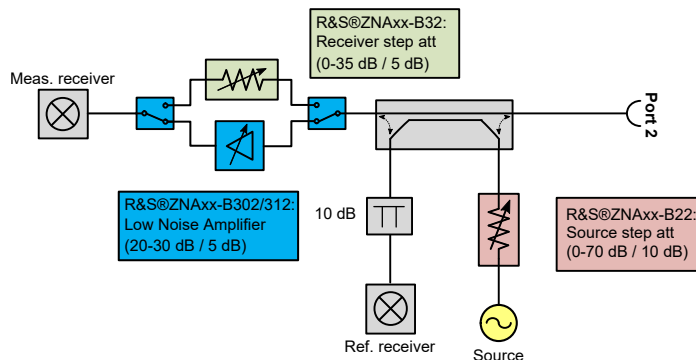 R&S®ZNAxx-B32:
Receiver step att
(0-35 dB / 5 dB)
Meas. receiver
Port 2
R&S®ZNAxx-B302/312:
Low Noise Amplifier
(20-30 dB / 5 dB)
10 dB
R&S®ZNAxx-B22:
Source step att
(0-70 dB / 10 dB)
Ref. receiver
Source